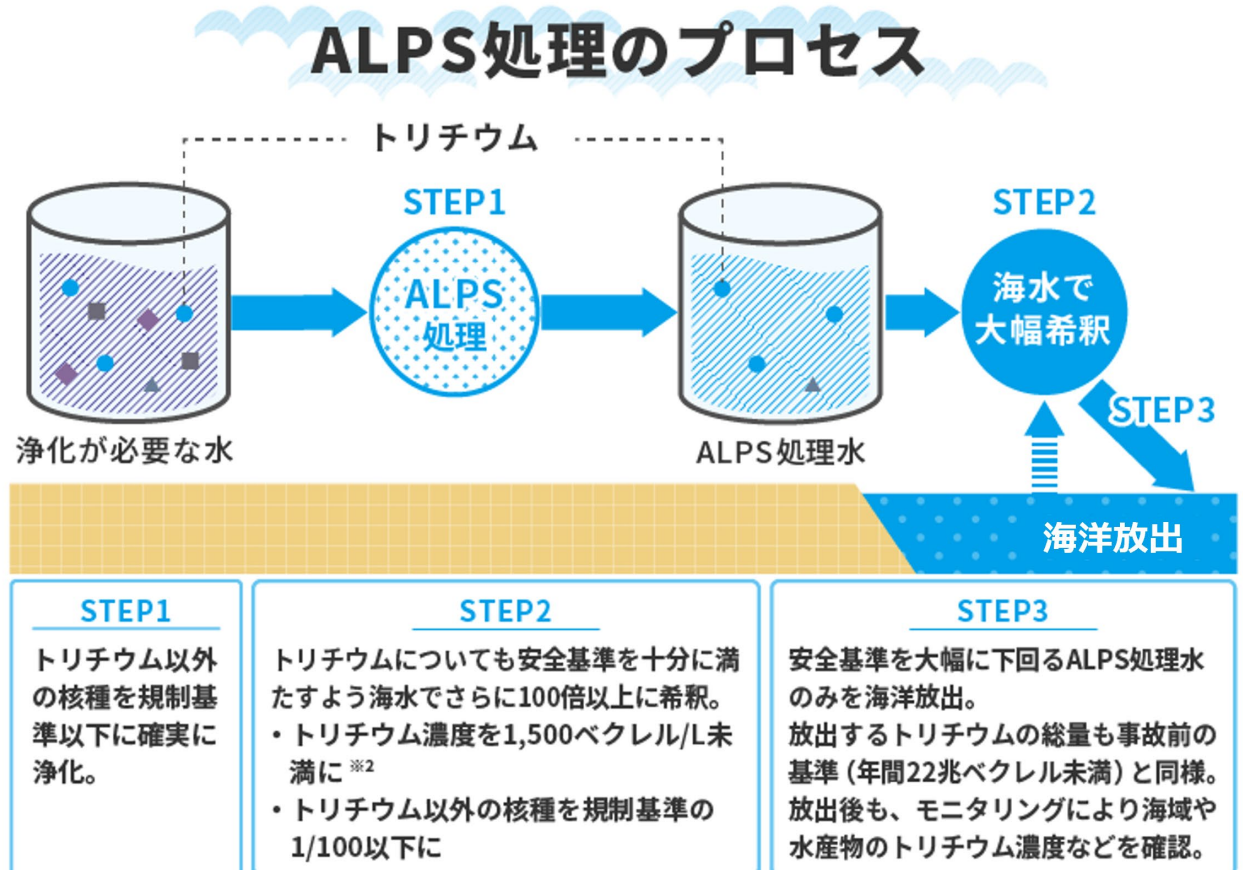 ALPS処理のプロセス
トリチウム
STEP1
STEP2
ALPS
処理
海水で
大幅希釈
STEP3
浄化が必要な水
ALPS処理水
海洋放出
STEP1
トリチウム以外
の核種を規制基
準以下に確実に
浄化。
STEP2
トリチウムについても安全基準を十分に満
たすよう海水でさらに100倍以上に希釈。
・トリチウム濃度を1,500ベクレル/L未
満に ※2
・トリチウム以外の核種を規制基準の
1/100以下に
STEP3
安全基準を大幅に下回るALPS処理水
のみを海洋放出。
放出するトリチウムの総量も事故前の
基準（年間22兆ベクレル未満）と同様。
放出後も、モニタリングにより海域や
水産物のトリチウム濃度などを確認。